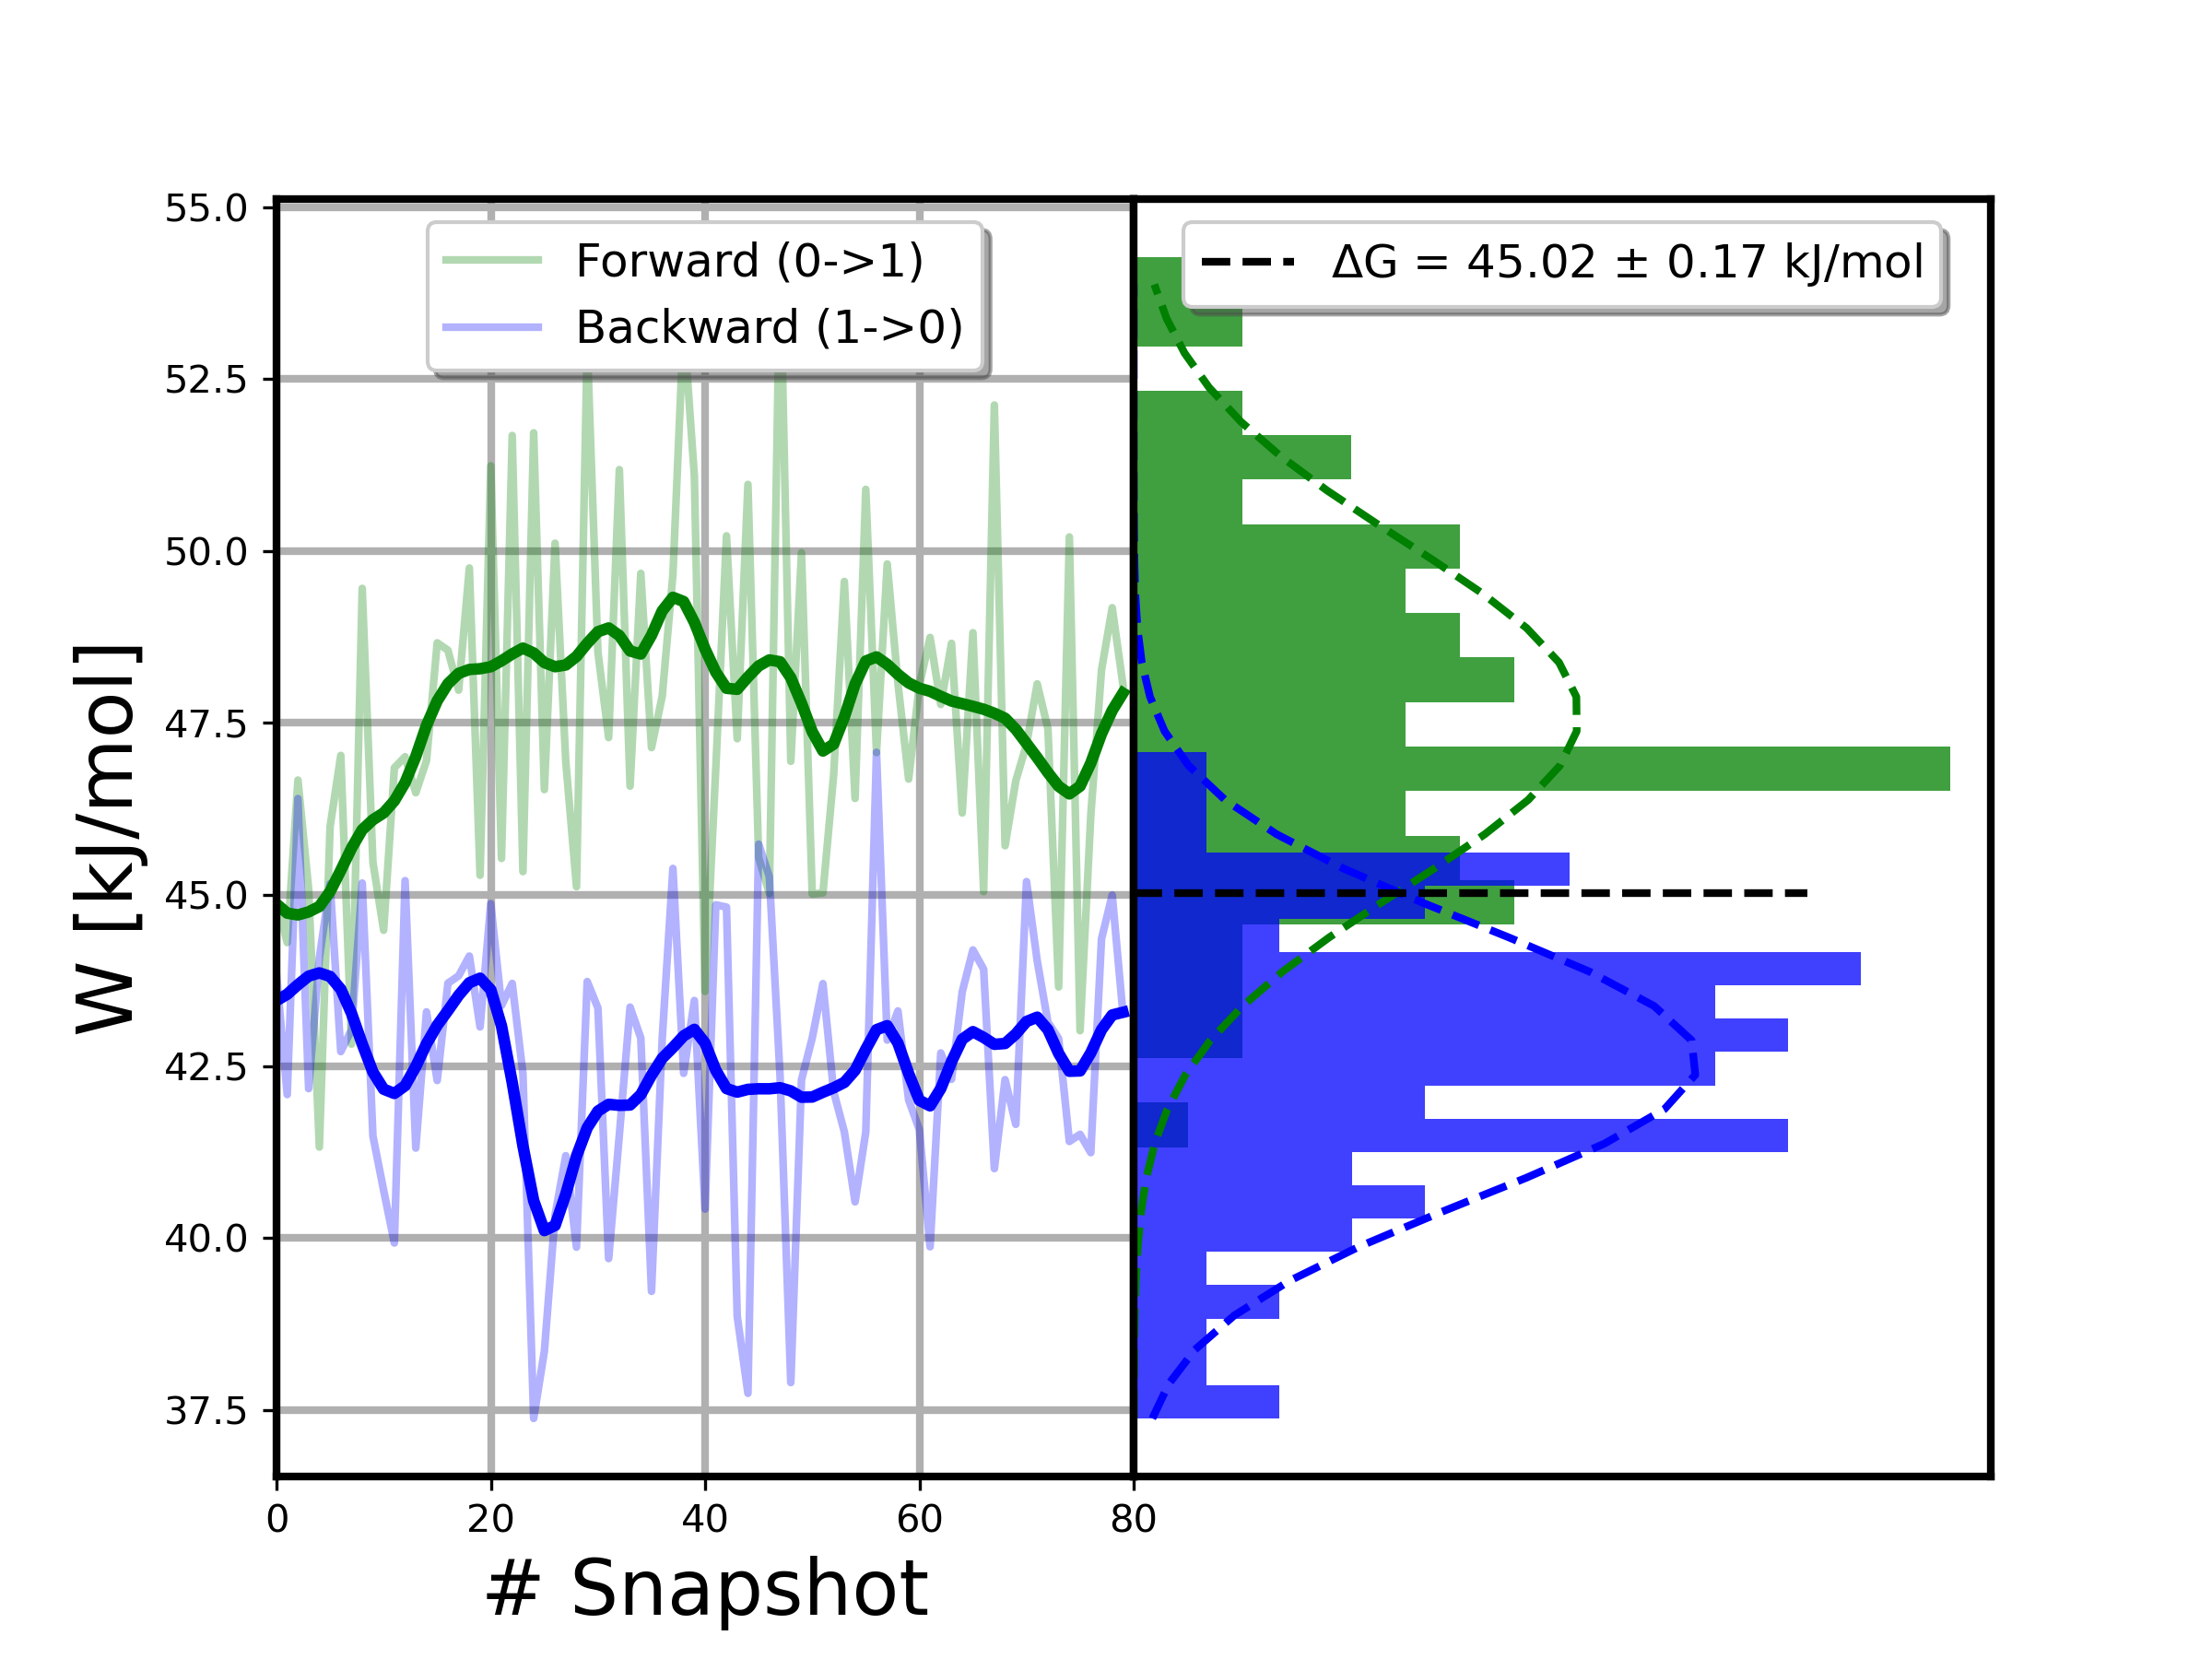 55.0
52.5
50.0
47.5
45.0
42.5
40.0
37.5
W [kJ/mol]
Forward (0->1)
Backward (1->0)
ΔG = 45.02 ± 0.17 kJ/mol
0 20 40 60 80
# Snapshot